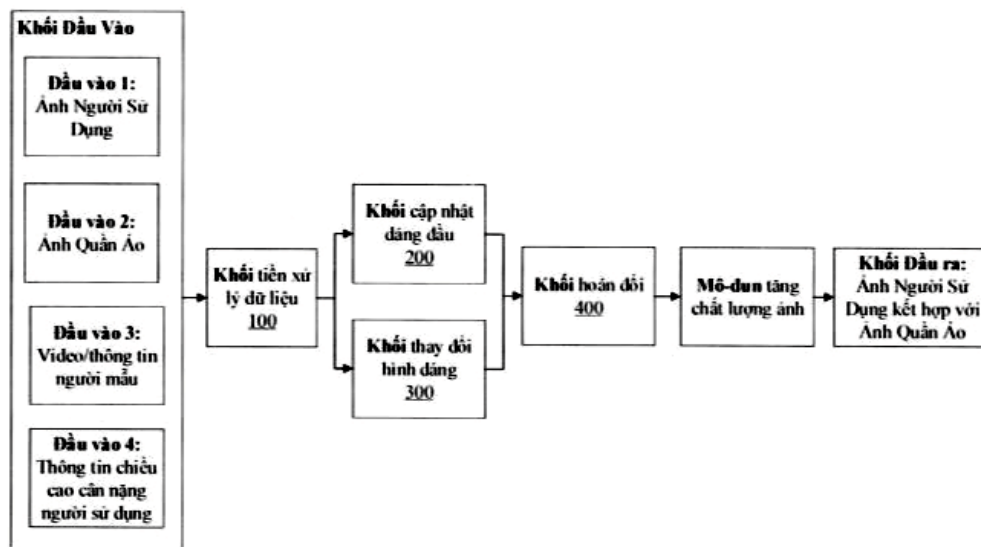 Khối Đầu Vào
Đầu vào 1:
Ảnh Người Sử
Dụng
Đầu vào 2:
Ảnh Quần Áo
Đầu vào 3:
Video/thông tin
người mẫu
Đầu vào 4:
Thông tin chiều
cao cân nặng
người sử dụng
Khối tiền xử
lý dữ liệu
100
Khối cập nhật
dáng đầu
200
Khối thay đổi
hình dáng
300
Khối hoán đổi
400
Mô-đun tăng
chất lượng ảnh
Khối Đầu ra:
Ảnh Người Sử
Dụng kết hợp với
Ảnh Quần Áo